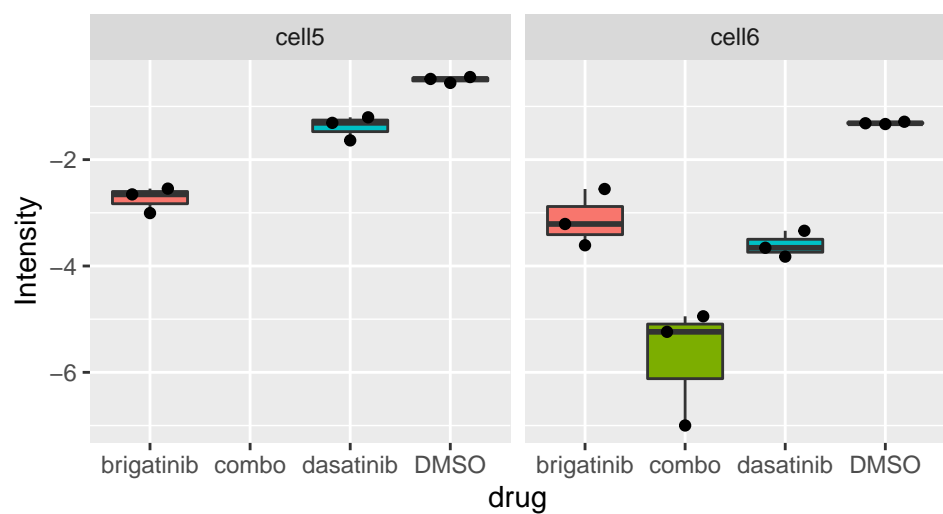 cell5 cell6
Intensity
−2
−4
−6
brigatinib combo dasatinib DMSO brigatinib combo dasatinib DMSO
drug